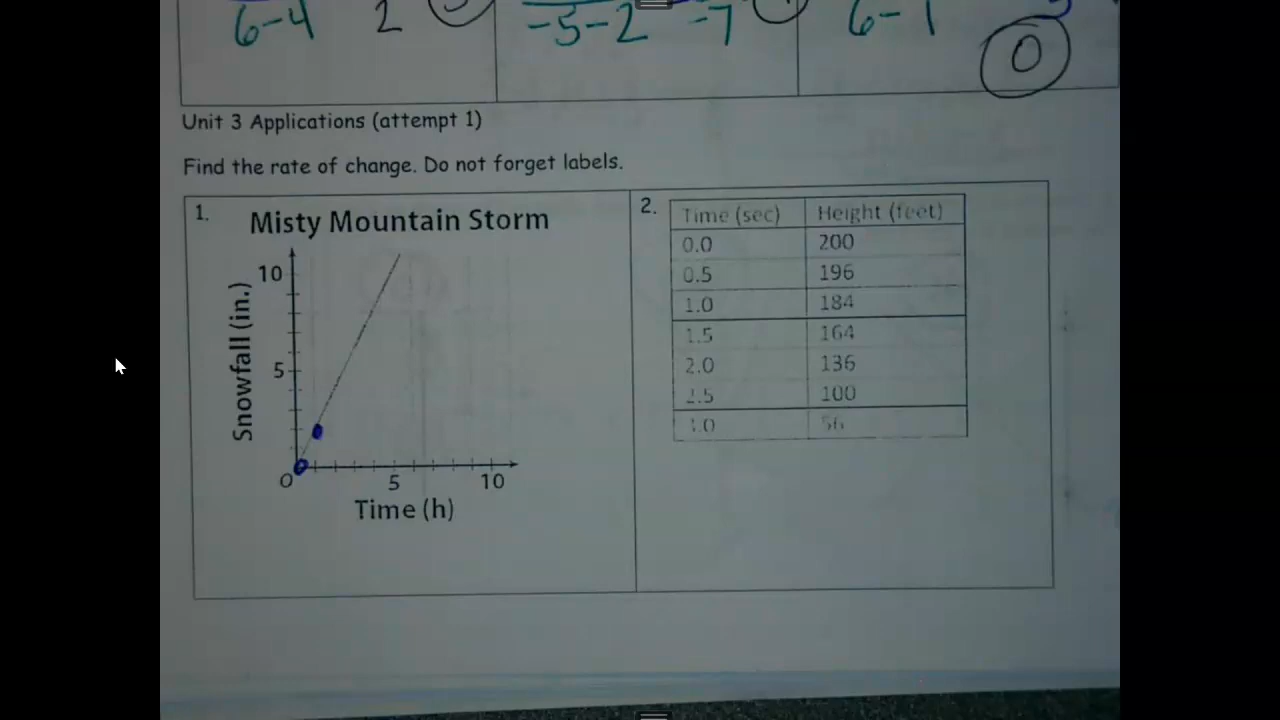 6-4 2
-5-2 -7
6-1
0
Unit 3 Applications (attempt 1)
Find the rate of change. Do not forget labels.
1.
Misty Mountain Storm
Snowfall (in.)
10
5
O
5 10
Time (h)
2.
Time (sec) Height (feet)
0.0 200
0.5 196
1.0 184
1.5 164
2.0 136
2.5 100
3.0 56